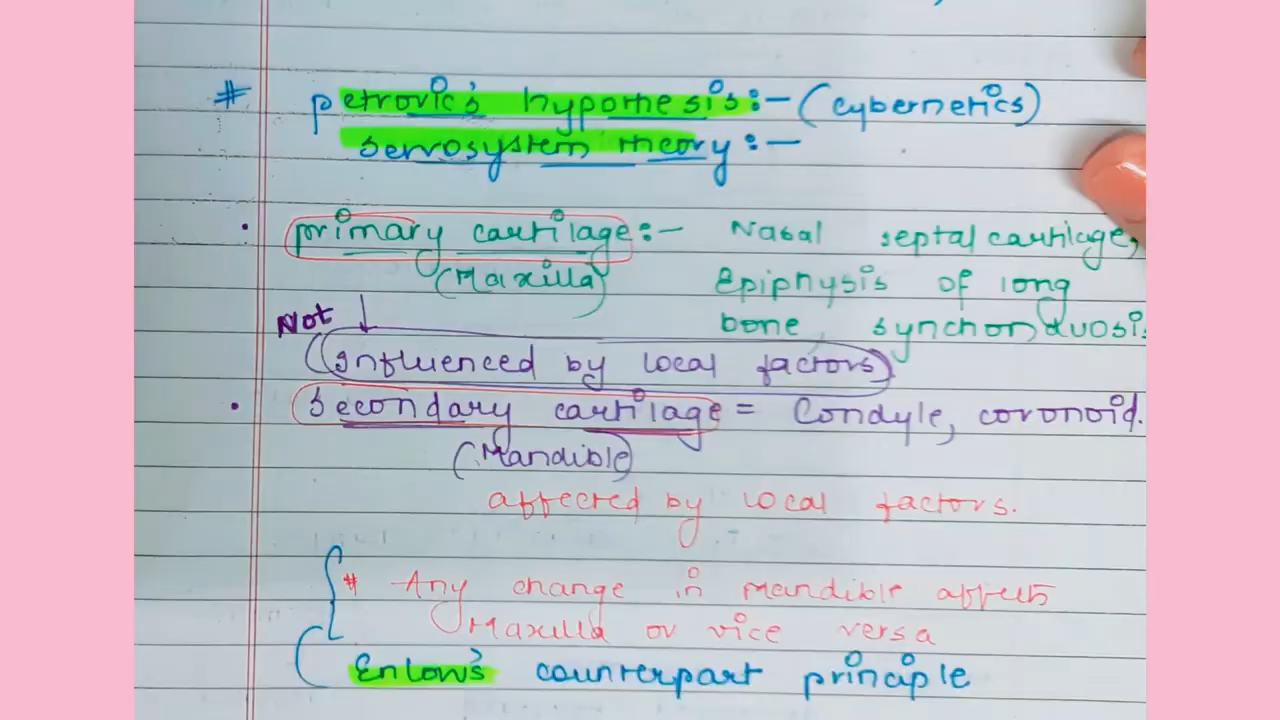 # petrovic's hypothesis:- (cybernetics)
servosystem theory:-
• primary cartilage:- Nasal septal cartilage,
(Maxilla) Epiphysis of long
bone, synchondrosis
Not ↓
(influenced by local factors)
• Secondary cartilage = Condyle, coronoid.
(Mandible)
affected by local factors.
# Any change in mandible affects
Maxilla or vice versa
Enlow's counterpart principle